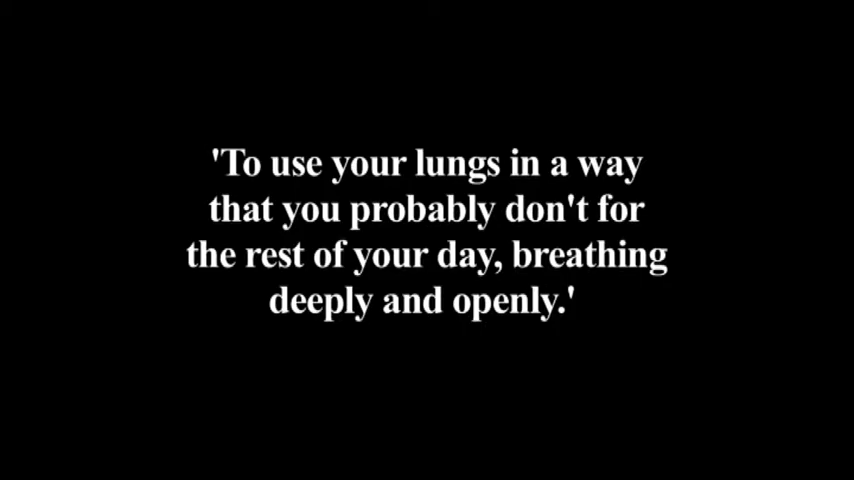 'To use your lungs in a way
that you probably don't for
the rest of your day, breathing
deeply and openly.'